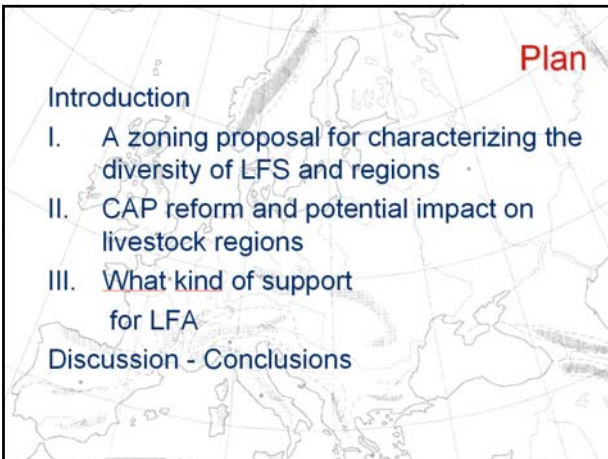 Plan
Introduction
I. A zoning proposal for characterizing the
diversity of LFS and regions
II. CAP reform and potential impact on
livestock regions
III. What kind of support
for LFA
Discussion - Conclusions